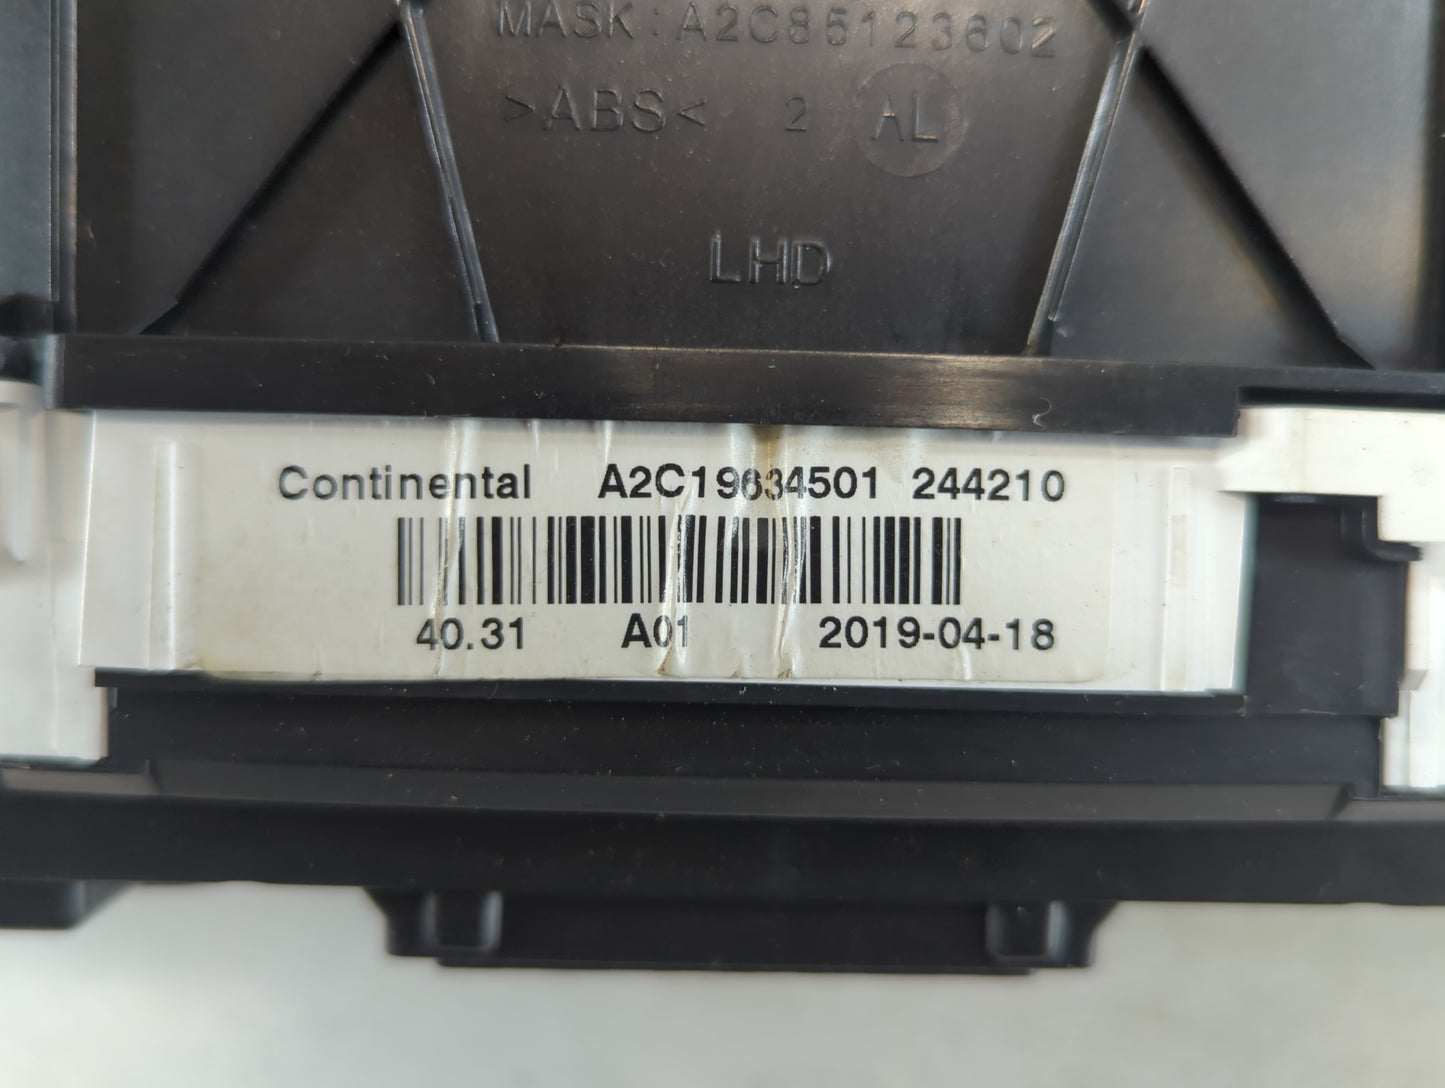 MASK: A2C85123602
>ABS< 2 AL
LHD
Continental A2C19634501 244210
40.31 A01 2019-04-18